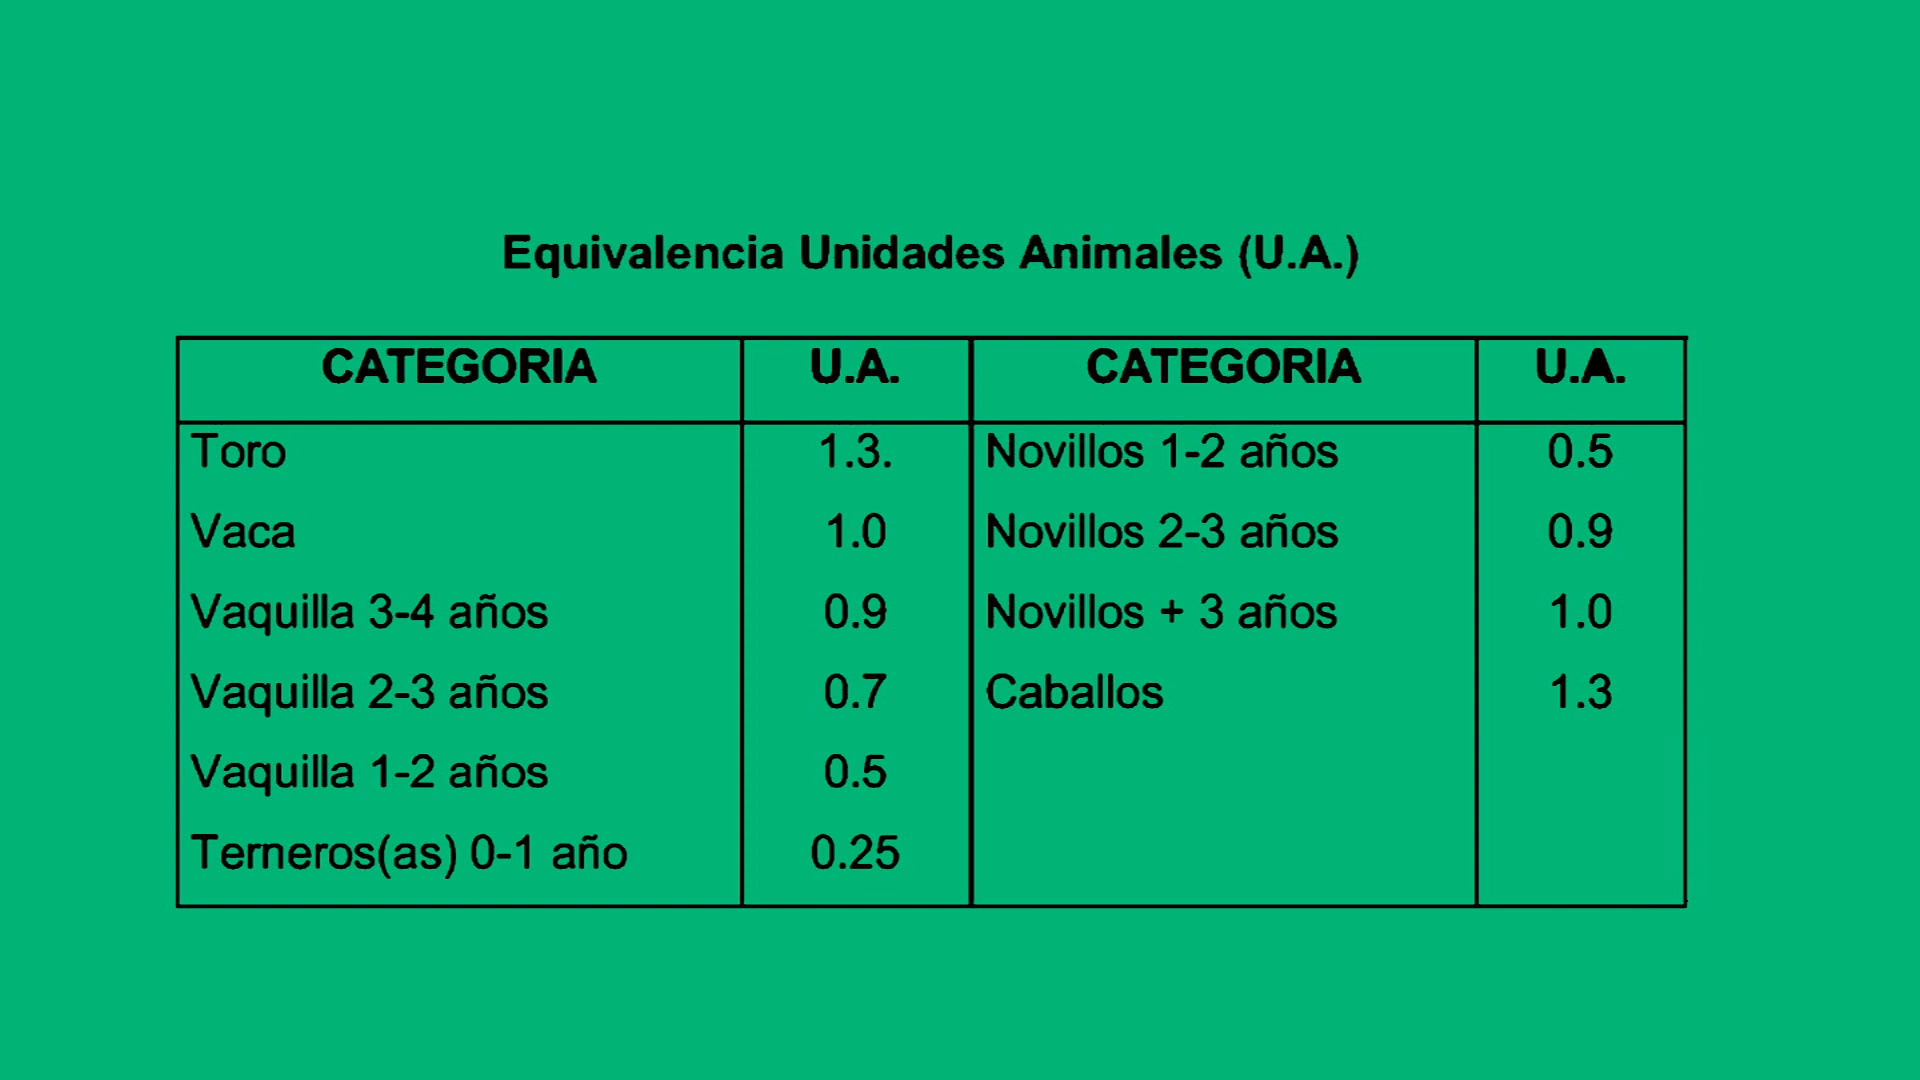 Equivalencia Unidades Animales (U.A.)
CATEGORIA U.A. CATEGORIA U.A.
Toro 1.3. Novillos 1-2 años 0.5
Vaca 1.0 Novillos 2-3 años 0.9
Vaquilla 3-4 años 0.9 Novillos + 3 años 1.0
Vaquilla 2-3 años 0.7 Caballos 1.3
Vaquilla 1-2 años 0.5
Terneros(as) 0-1 año 0.25